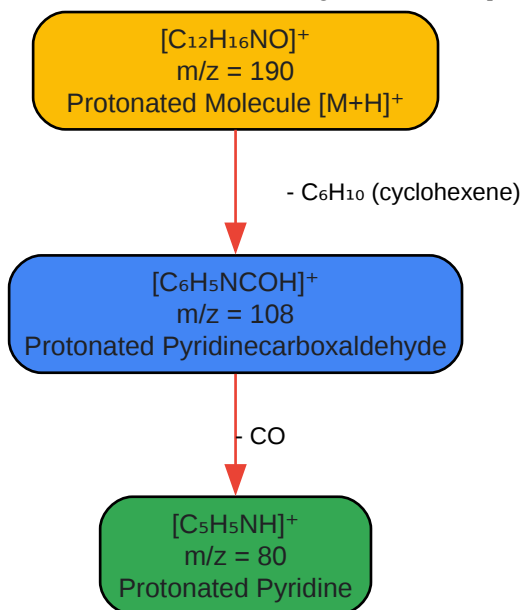 [C₁₂H₁₆NO]⁺
m/z = 190
Protonated Molecule [M+H]⁺
- C₆H₁₀ (cyclohexene)
[C₆H₅NCOH]⁺
m/z = 108
Protonated Pyridinecarboxaldehyde
- CO
[C₅H₅NH]⁺
m/z = 80
Protonated Pyridine